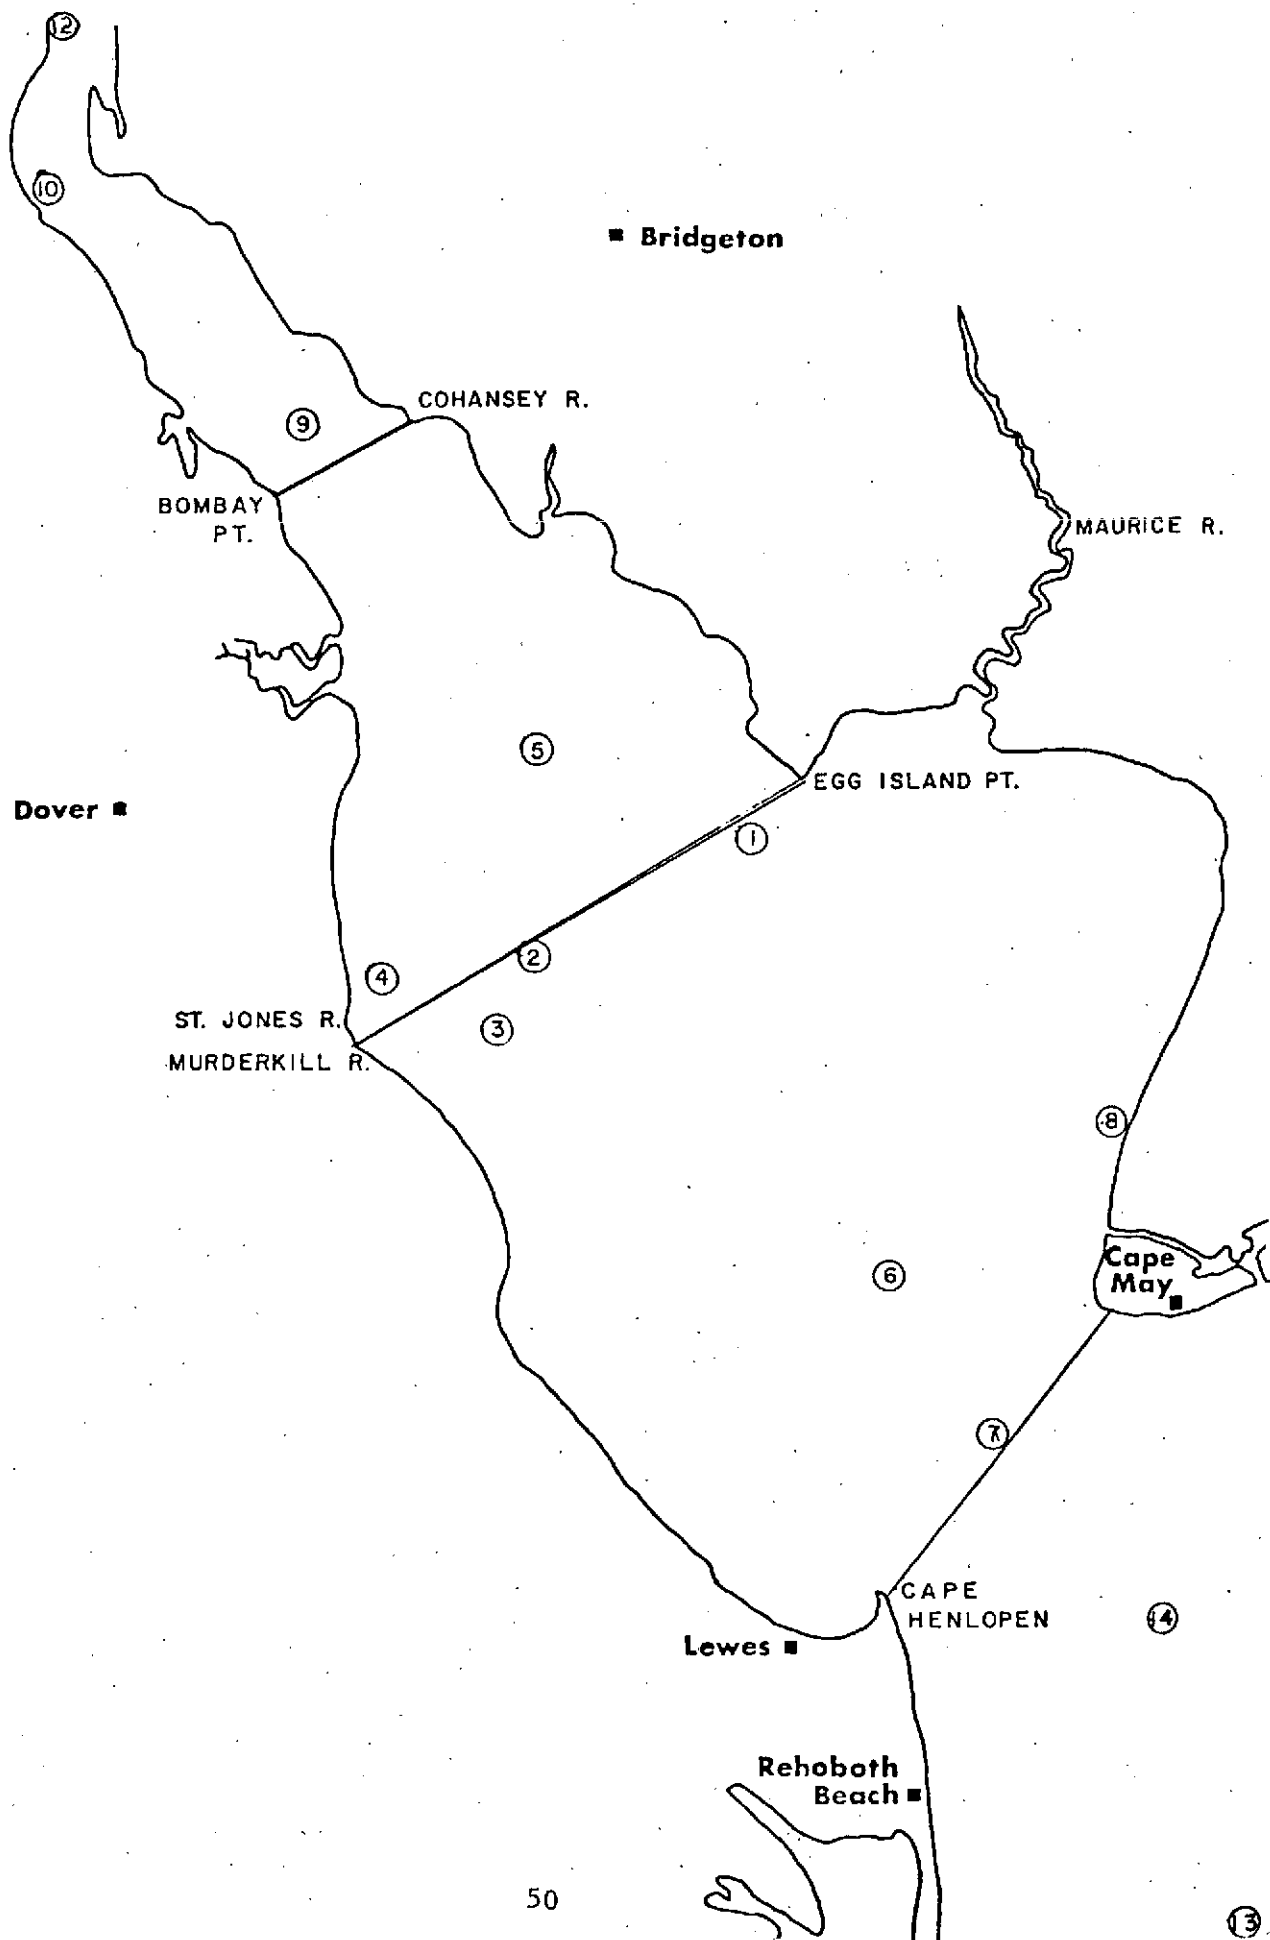 12
10
Bridgeton
COHANSEY R.
9
BOMBAY
PT.
MAURICE R.
5
EGG ISLAND PT.
Dover
1
2
4
ST. JONES R.
3
MURDERKILL R.
8
6
Cape
May
7
CAPE
HENLOPEN
14
Lewes
Rehoboth
Beach
50
13